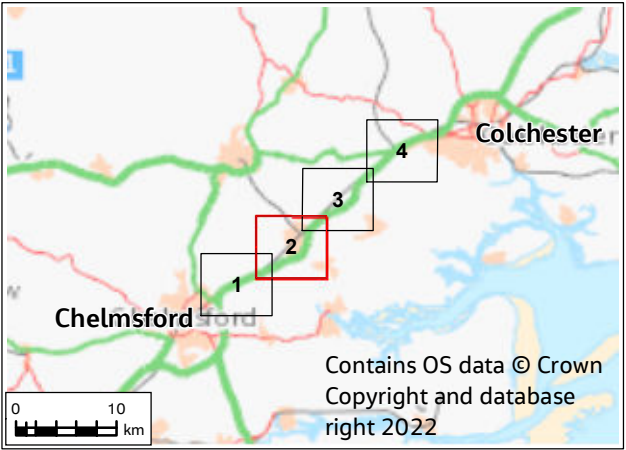 Colchester
4
3
2
1
Chelmsford
Contains OS data © Crown
Copyright and database
right 2022
0 10
km